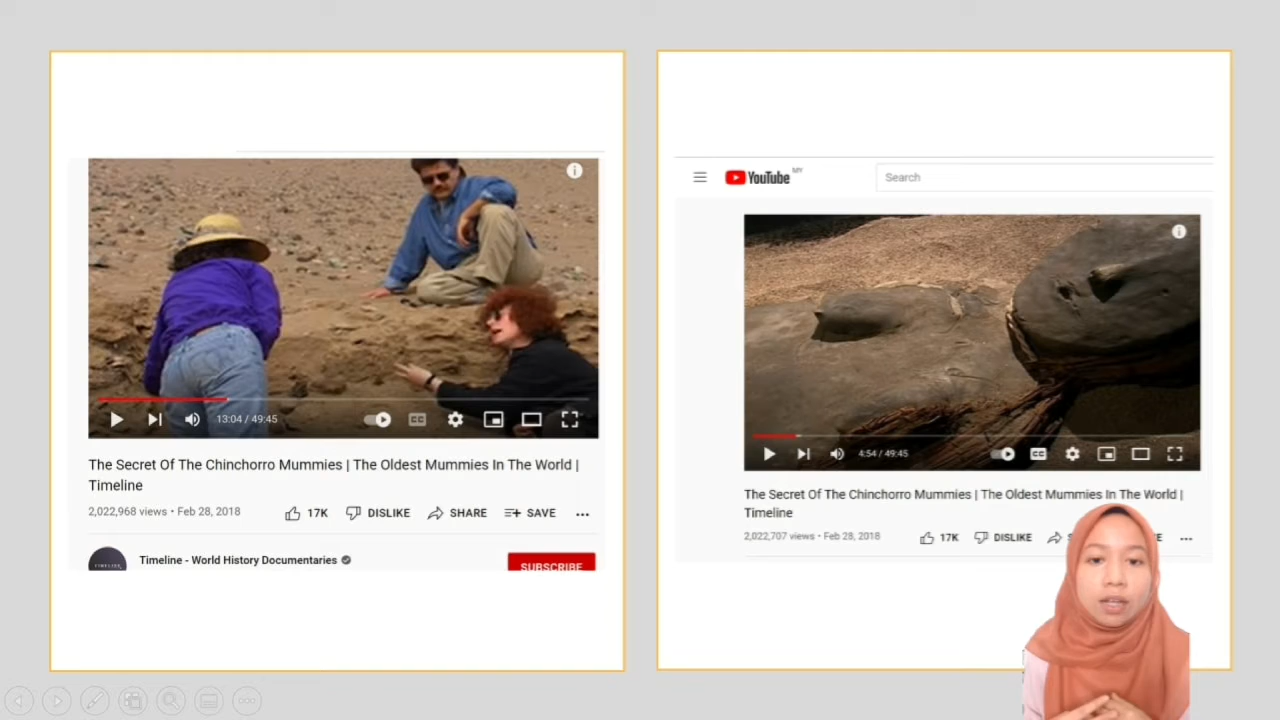 13:04 / 49:45
CC
The Secret Of The Chinchorro Mummies | The Oldest Mummies In The World |
Timeline
2,022,968 views • Feb 28, 2018
17K
DISLIKE
SHARE
SAVE
Timeline - World History Documentaries
SUBSCRIBE
YouTube MY
Search
4:54 / 49:45
CC
The Secret Of The Chinchorro Mummies | The Oldest Mummies In The World |
Timeline
2,022,707 views • Feb 28, 2018
17K
DISLIKE